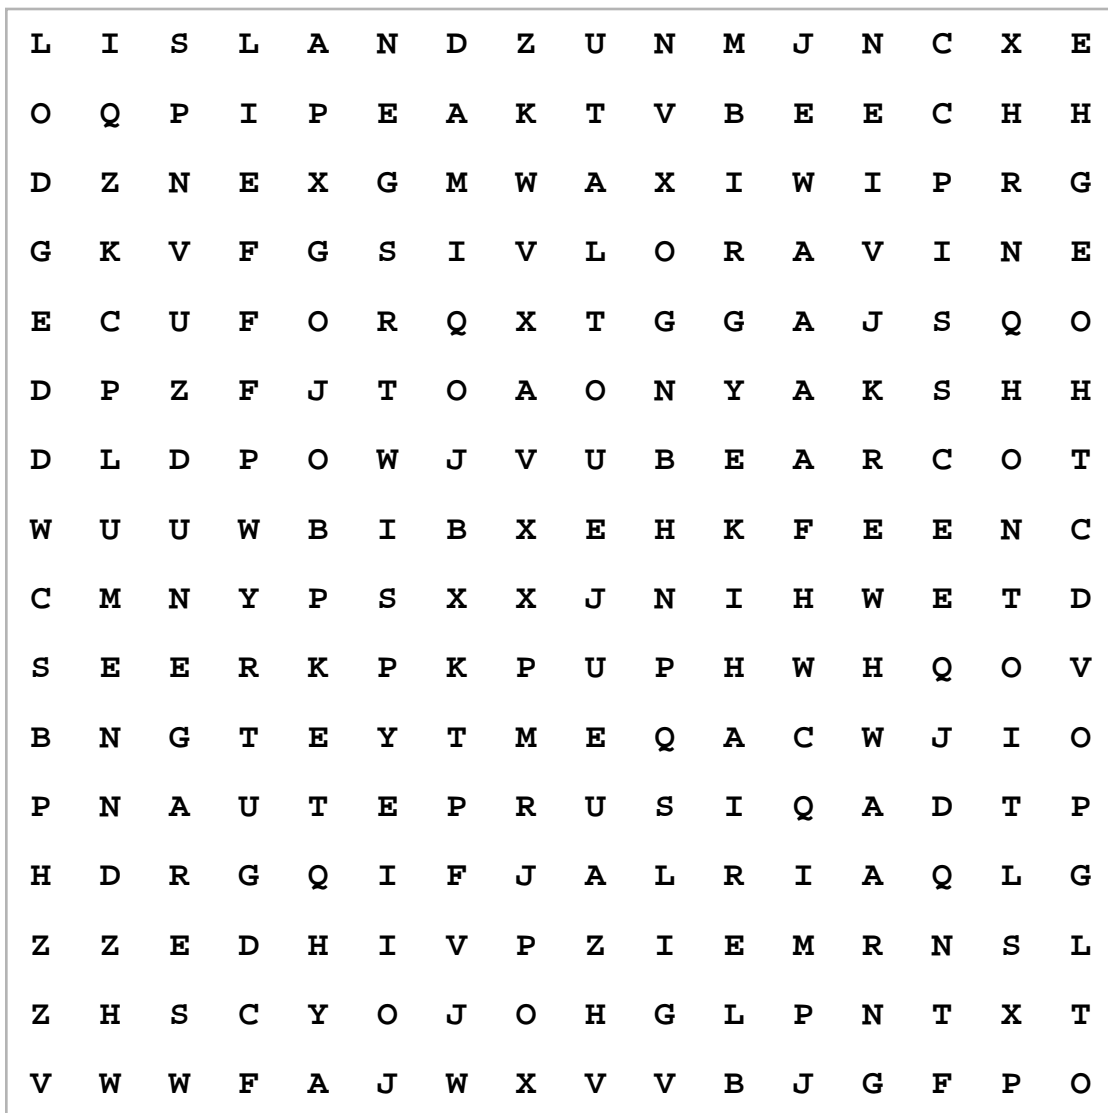 L I S L A N D Z U N M J N C X E
O Q P I P E A K T V B E E C H H
D Z N E X G M W A X I W I P R G
G K V F G S I V L O R A V I N E
E C U F O R Q X T G G A J S Q O
D P Z F J T O A O N Y A K S H H
D L D P O W J V U B E A R C O T
W U U W B I B X E H K F E E N C
C M N Y P S X X J N I H W E T D
S E E R K P K P U P H W H Q O V
B N G T E Y T M E Q A C W J I O
P N A U T E P R U S I Q A D T P
H D R G Q I F J A L R I A Q L G
Z Z E D H I V P Z I E M R N S L
Z H S C Y O J O H G L P N T X T
V W W F A J W X V V B J G F P O